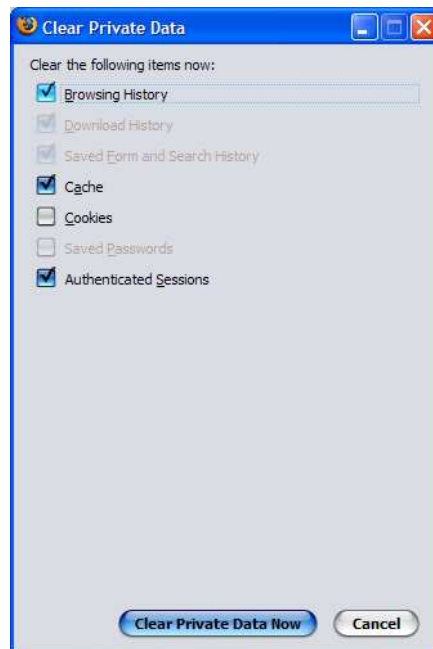 Clear Private Data
Clear the following items now:
Browsing History
Download History
Saved Form and Search History
Cache
Cookies
Saved Passwords
Authenticated Sessions
Clear Private Data Now Cancel